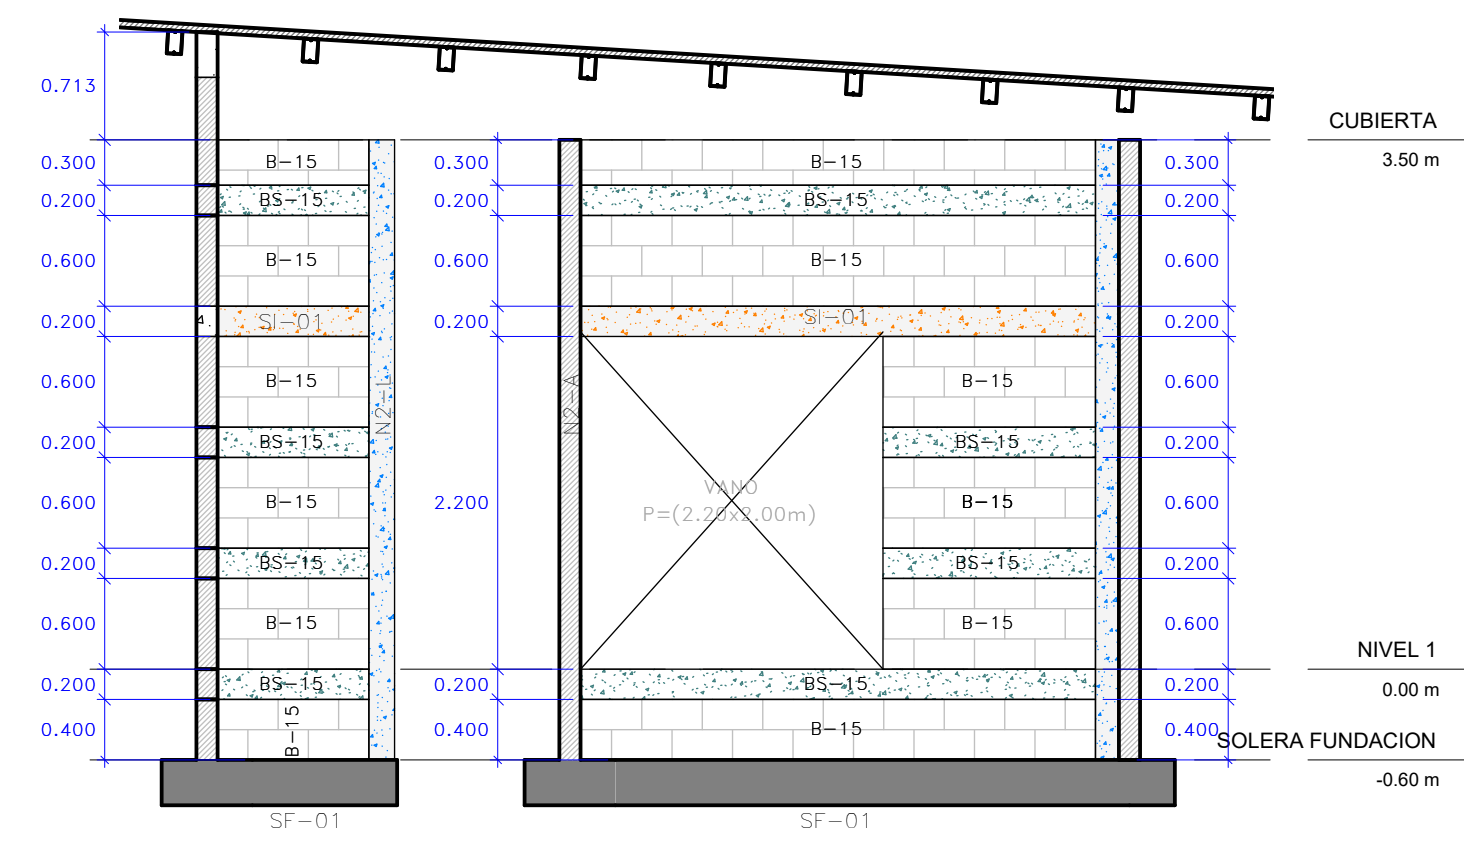 CUBIERTA
3.50 m
0.713
0.300
B-15
0.300
B-15
0.300
0.200
BS-15
0.200
BS-15
0.200
0.600
B-15
0.600
B-15
0.600
0.200
SI-01
0.200
SI-01
0.200
0.600
B-15
N2-L
N2-A
B-15
0.600
0.200
BS-15
BS-15
0.200
0.600
B-15
2.200
VANO
P=(2.20x2.00m)
B-15
0.600
0.200
BS-15
BS-15
0.200
0.600
B-15
B-15
0.600
NIVEL 1
0.00 m
0.200
BS-15
0.200
BS-15
0.200
0.400
B-15
0.400
B-15
0.400
SOLERA FUNDACION
-0.60 m
SF-01
SF-01